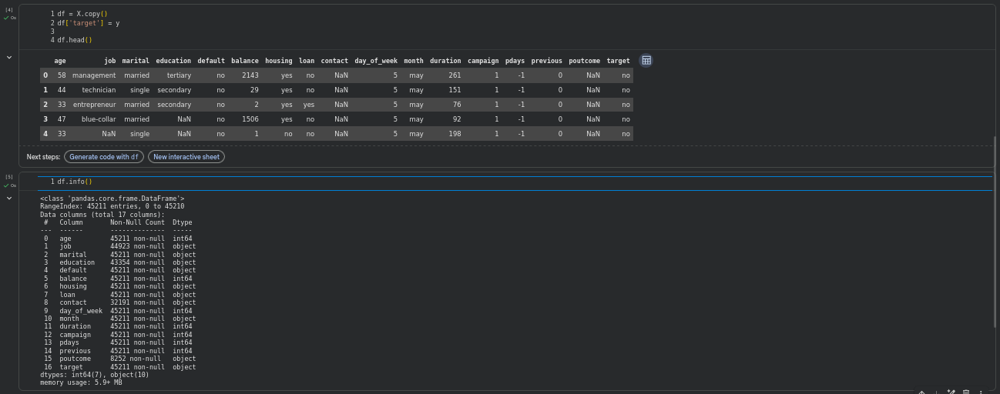 [4]
0s
1 df = X.copy()
2 df['target'] = y
3
4 df.head()
age job marital education default balance housing loan contact day_of_week month duration campaign pdays previous poutcome target
0 58 management married tertiary no 2143 yes no NaN 5 may 261 1 -1 0 NaN no
1 44 technician single secondary no 29 yes no NaN 5 may 151 1 -1 0 NaN no
2 33 entrepreneur married secondary no 2 yes yes NaN 5 may 76 1 -1 0 NaN no
3 47 blue-collar married NaN no 1506 yes no NaN 5 may 92 1 -1 0 NaN no
4 33 NaN single NaN no 1 no no NaN 5 may 198 1 -1 0 NaN no
Next steps: Generate code with df New interactive sheet
[5]
0s
1 df.info()
<class 'pandas.core.frame.DataFrame'>
RangeIndex: 45211 entries, 0 to 45210
Data columns (total 17 columns):
# Column Non-Null Count Dtype
--- ------ -------------- -----
0 age 45211 non-null int64
1 job 44923 non-null object
2 marital 45211 non-null object
3 education 43354 non-null object
4 default 45211 non-null object
5 balance 45211 non-null int64
6 housing 45211 non-null object
7 loan 45211 non-null object
8 contact 32191 non-null object
9 day_of_week 45211 non-null int64
10 month 45211 non-null object
11 duration 45211 non-null int64
12 campaign 45211 non-null int64
13 pdays 45211 non-null int64
14 previous 45211 non-null int64
15 poutcome 8252 non-null object
16 target 45211 non-null object
dtypes: int64(7), object(10)
memory usage: 5.9+ MB